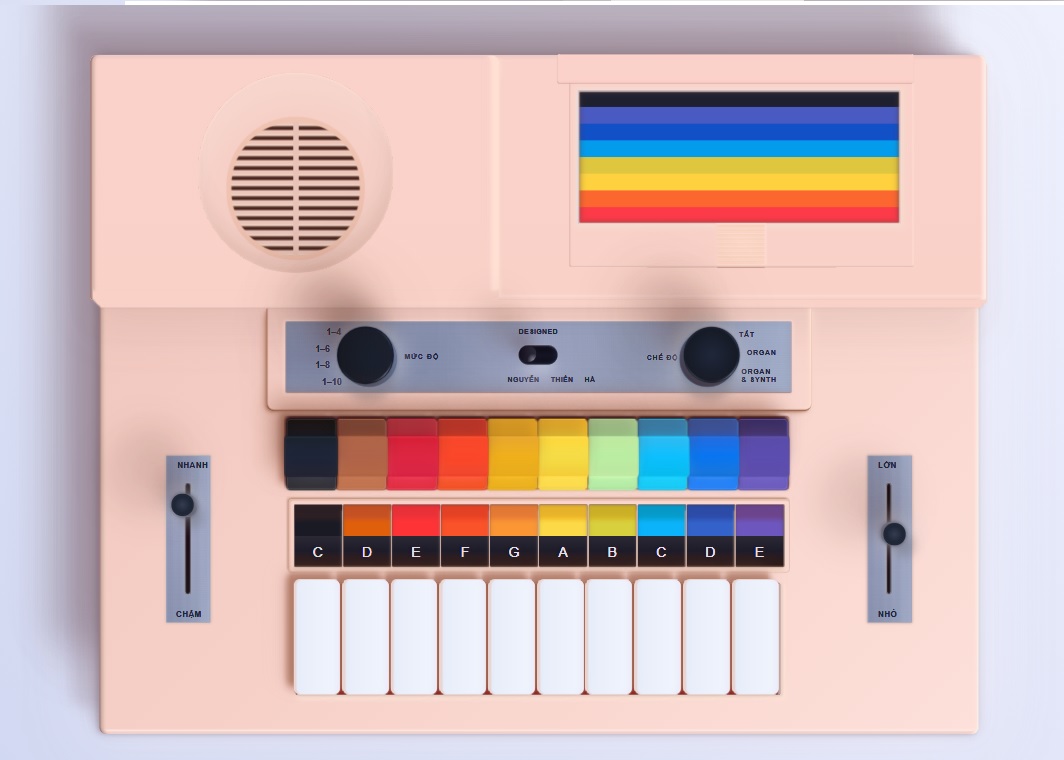 1–4
1–6
1–8
1–10
MỨC ĐỘ
DESIGNED
NGUYỄN THIÊN HÀ
CHẾ ĐỘ
TẮT
ORGAN
ORGAN
& SYNTH
NHANH
CHẬM
LỚN
NHỎ
C D E F G A B C D E